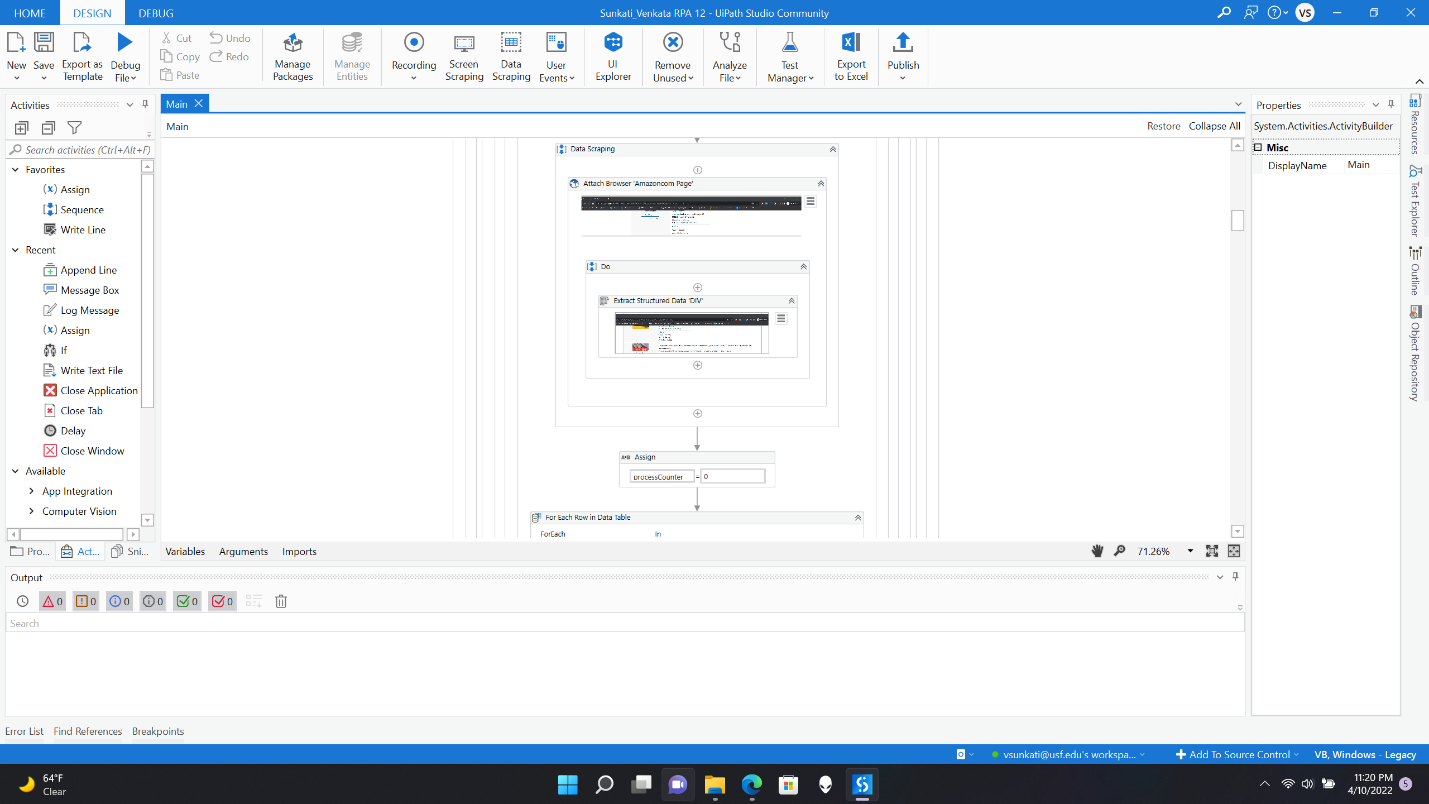 HOME DESIGN DEBUG Sunkati_Venkata RPA 12 - UiPath Studio Community VS
New Save Export as Template Debug File Cut Copy Paste Undo Redo Manage Packages Manage Entities Recording Screen Scraping Data Scraping User Events UI Explorer Remove Unused Analyze File Test Manager Export to Excel Publish
Activities
Search activities (Ctrl+Alt+F)
Favorites
Assign
Sequence
Write Line
Recent
Append Line
Message Box
Log Message
Assign
If
Write Text File
Close Application
Close Tab
Delay
Close Window
Available
App Integration
Computer Vision
Pro... Act... Sni...
Main
Main Restore Collapse All
Data Scraping
Attach Browser 'Amazoncom Page'
Do
Extract Structured Data 'DIV'
Assign
processCounter = 0
For Each Row in Data Table
ForEach In
Variables Arguments Imports 71.26%
Properties
System.Activities.ActivityBuilder
Misc
DisplayName Main
Resources
Test Explorer
Outline
Object Repository
Output
0 0 0 0 0 0
Search
Error List Find References Breakpoints
vsunkati@usf.edu's workspa... Add To Source Control VB, Windows - Legacy
64°F
Clear
11:20 PM
4/10/2022
5